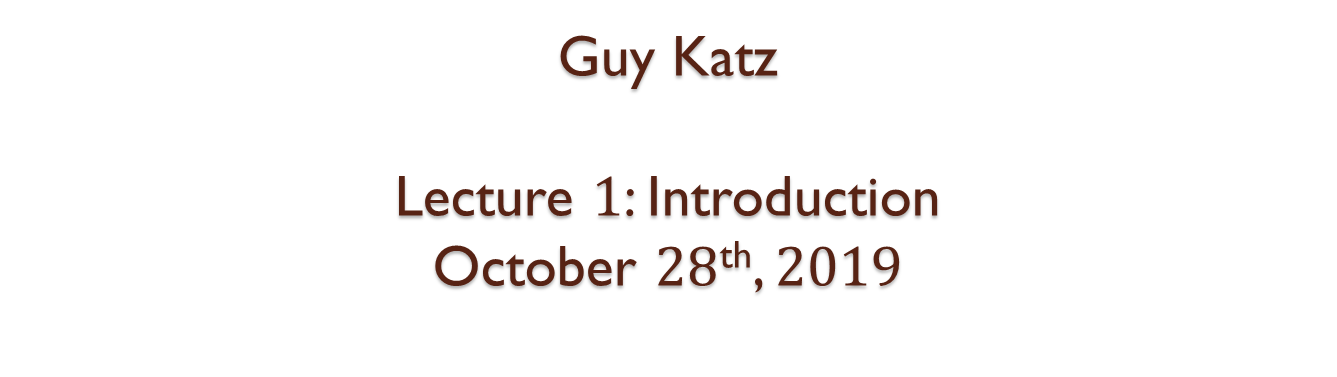 Guy Katz
Lecture 1: Introduction
October 28th, 2019